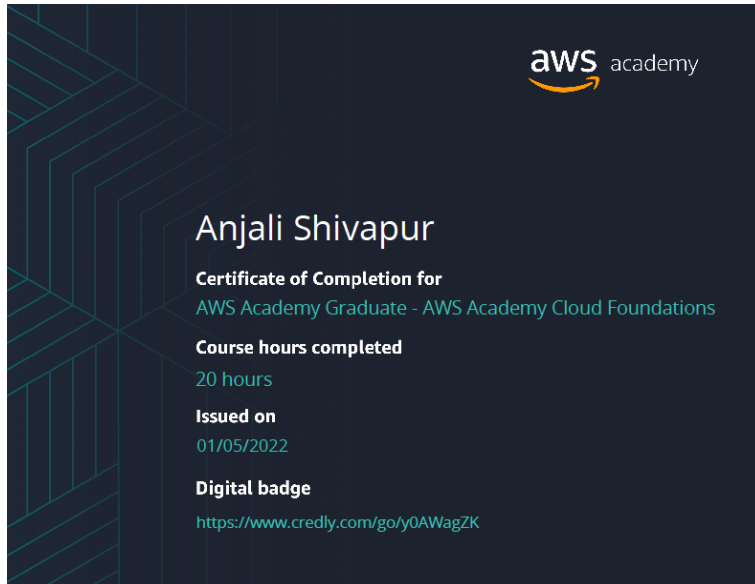 aws academy
Anjali Shivapur
Certificate of Completion for
AWS Academy Graduate - AWS Academy Cloud Foundations
Course hours completed
20 hours
Issued on
01/05/2022
Digital badge
https://www.credly.com/go/y0AWagZK